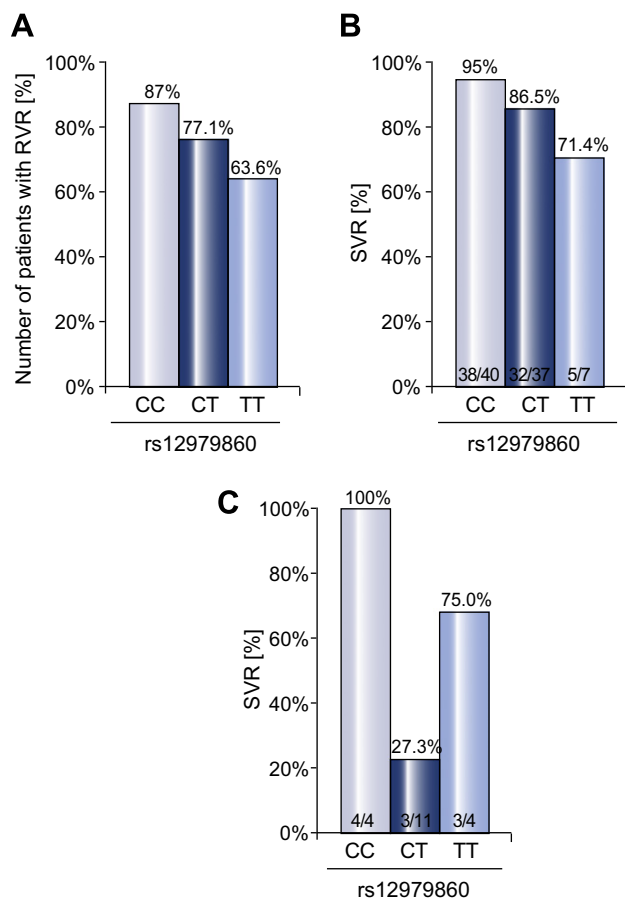 A
Number of patients with RVR [%]
100%
80%
60%
40%
20%
0%
87%
77.1%
63.6%
CC CT TT
rs12979860
B
SVR [%]
100%
80%
60%
40%
20%
0%
95%
86.5%
71.4%
38/40 32/37 5/7
CC CT TT
rs12979860
C
SVR [%]
100%
80%
60%
40%
20%
0%
100%
27.3%
75.0%
4/4 3/11 3/4
CC CT TT
rs12979860